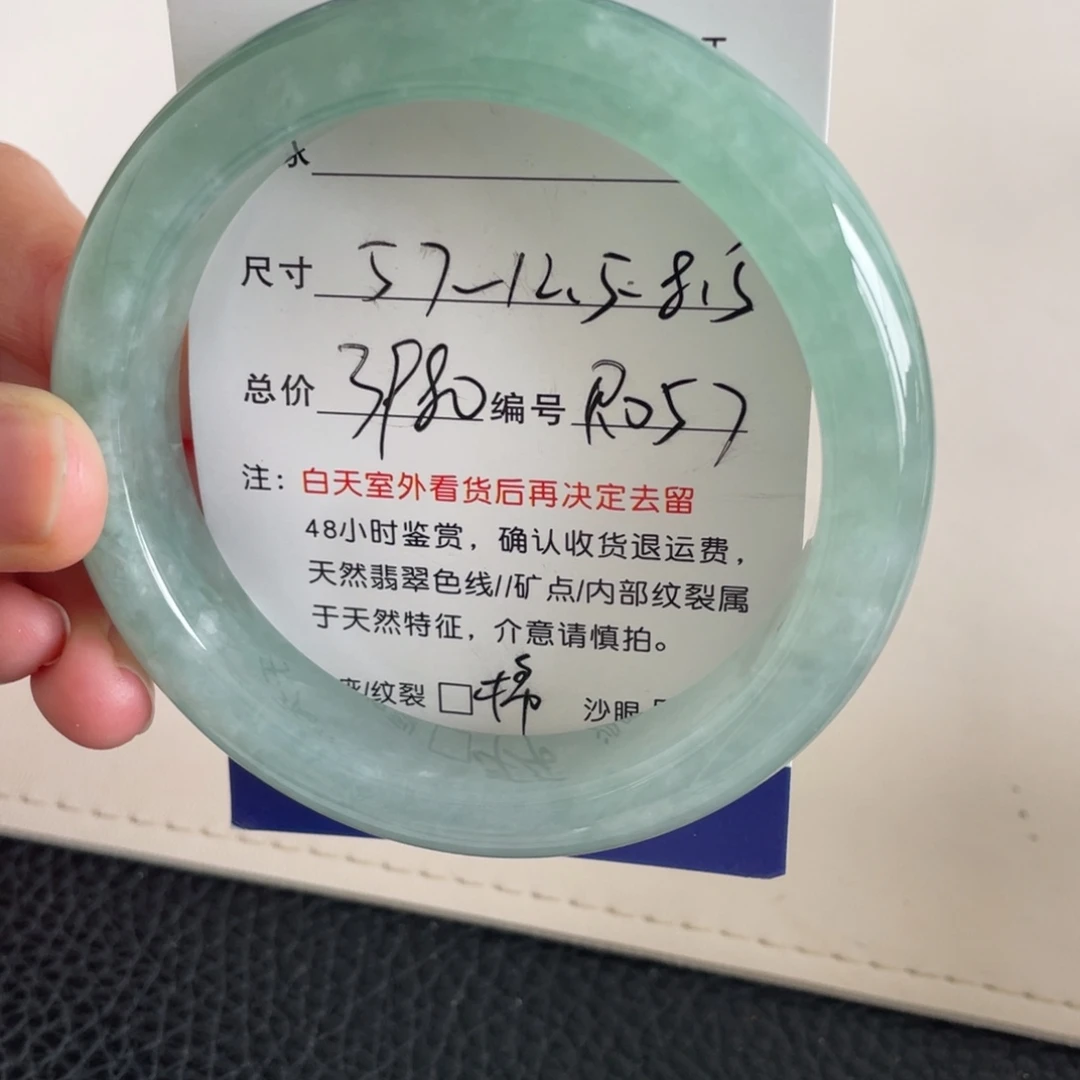 尺寸 57-12.5-8.5
总价 3980 编号 R057
注：白天室外看货后再决定去留
48小时鉴赏，确认收货退运费，
天然翡翠色线//矿点/内部纹裂属
于天然特征，介意请慎拍。
/纹裂 □棉 沙眼